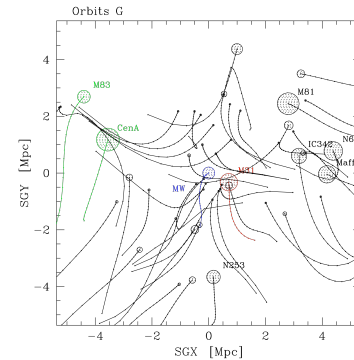 Orbits G
M83
M81
CenA
IC342
N6
Maff
M31
MW
N253
SGY [Mpc]
4
2
0
−2
−4
−4
−2
0
2
4
SGX [Mpc]